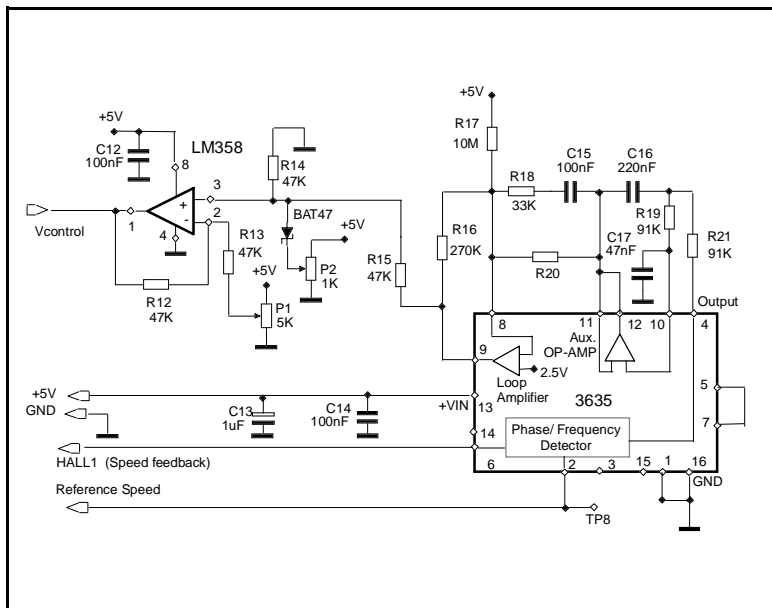 +5V
C12
100nF
LM358
8
3
+
-
2
1
4
Vcontrol
R12
47K
R14
47K
R13
47K
BAT47
+5V
P2
1K
+5V
P1
5K
R15
47K
R16
270K
+5V
R17
10M
R18
33K
C15
100nF
C16
220nF
R19
91K
C17
47nF
R21
91K
R20
Output
8
11
12
10
4
Aux.
OP-AMP
9
2.5V
Loop
Amplifier
5
7
3635
+5V
+VIN
13
GND
C13
1uF
C14
100nF
14
Phase/ Frequency
Detector
HALL1 (Speed feedback)
6
2
3
15
1
16
GND
Reference Speed
TP8